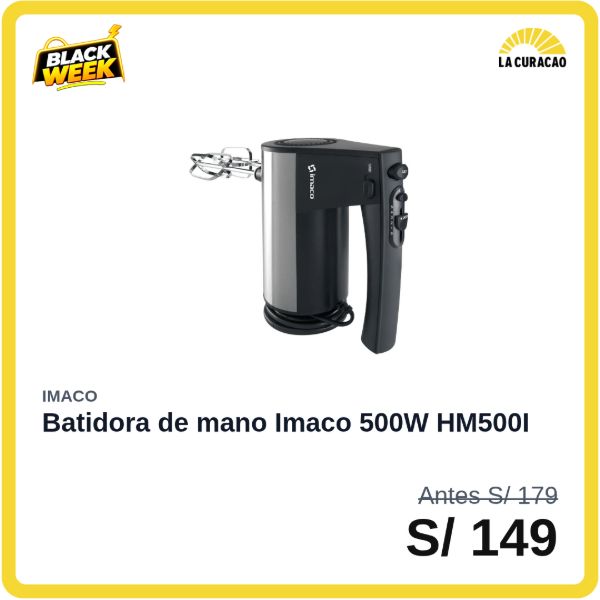 BLACK
WEEK
LA CURACAO
imaco
IMACO
Batidora de mano Imaco 500W HM500I
Antes S/ 179
S/ 149